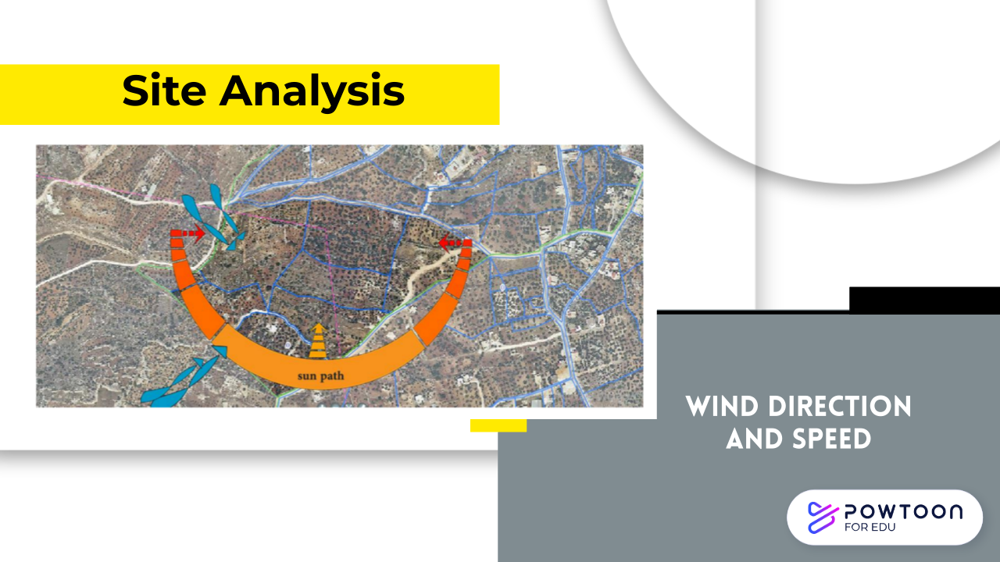 Site Analysis
sun path
WIND DIRECTION
AND SPEED
POWTOON
FOR EDU